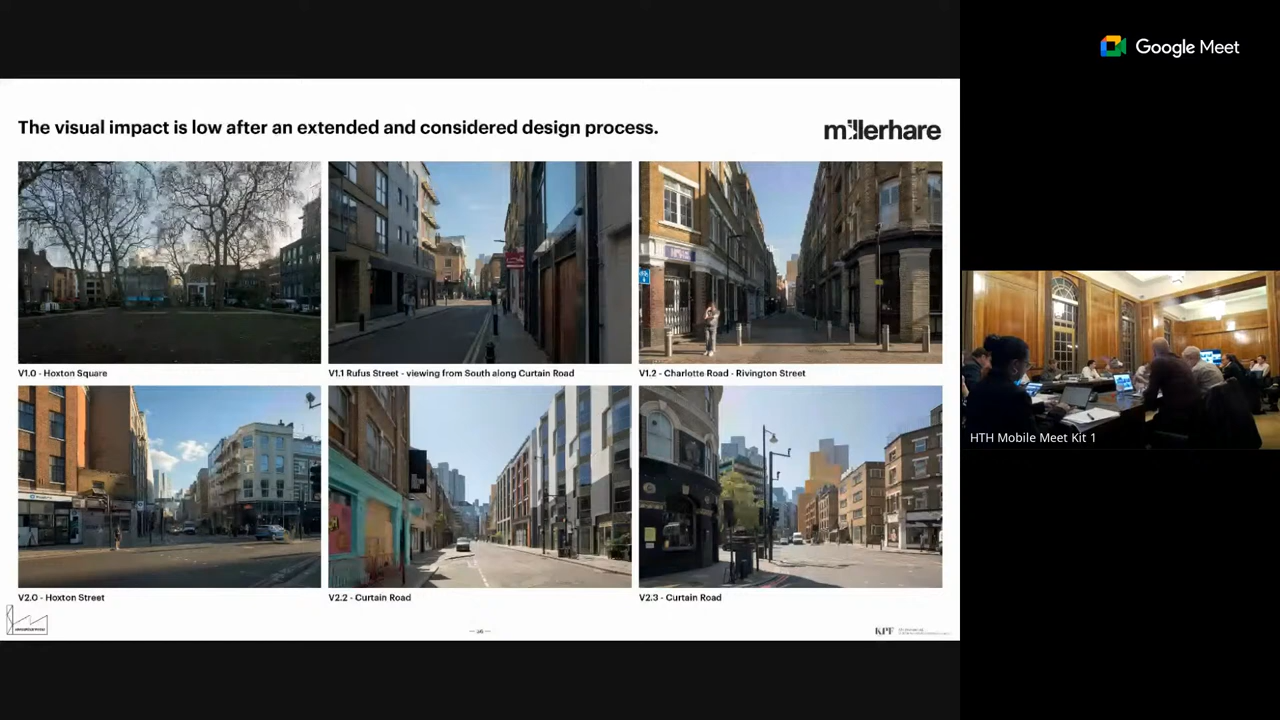 Google Meet
The visual impact is low after an extended and considered design process.
millerhare
V1.0 - Hoxton Square
V1.1 Rufus Street - viewing from South along Curtain Road
V1.2 - Charlotte Road - Rivington Street
HTH Mobile Meet Kit 1
V2.0 - Hoxton Street
V2.2 - Curtain Road
V2.3 - Curtain Road
KPF